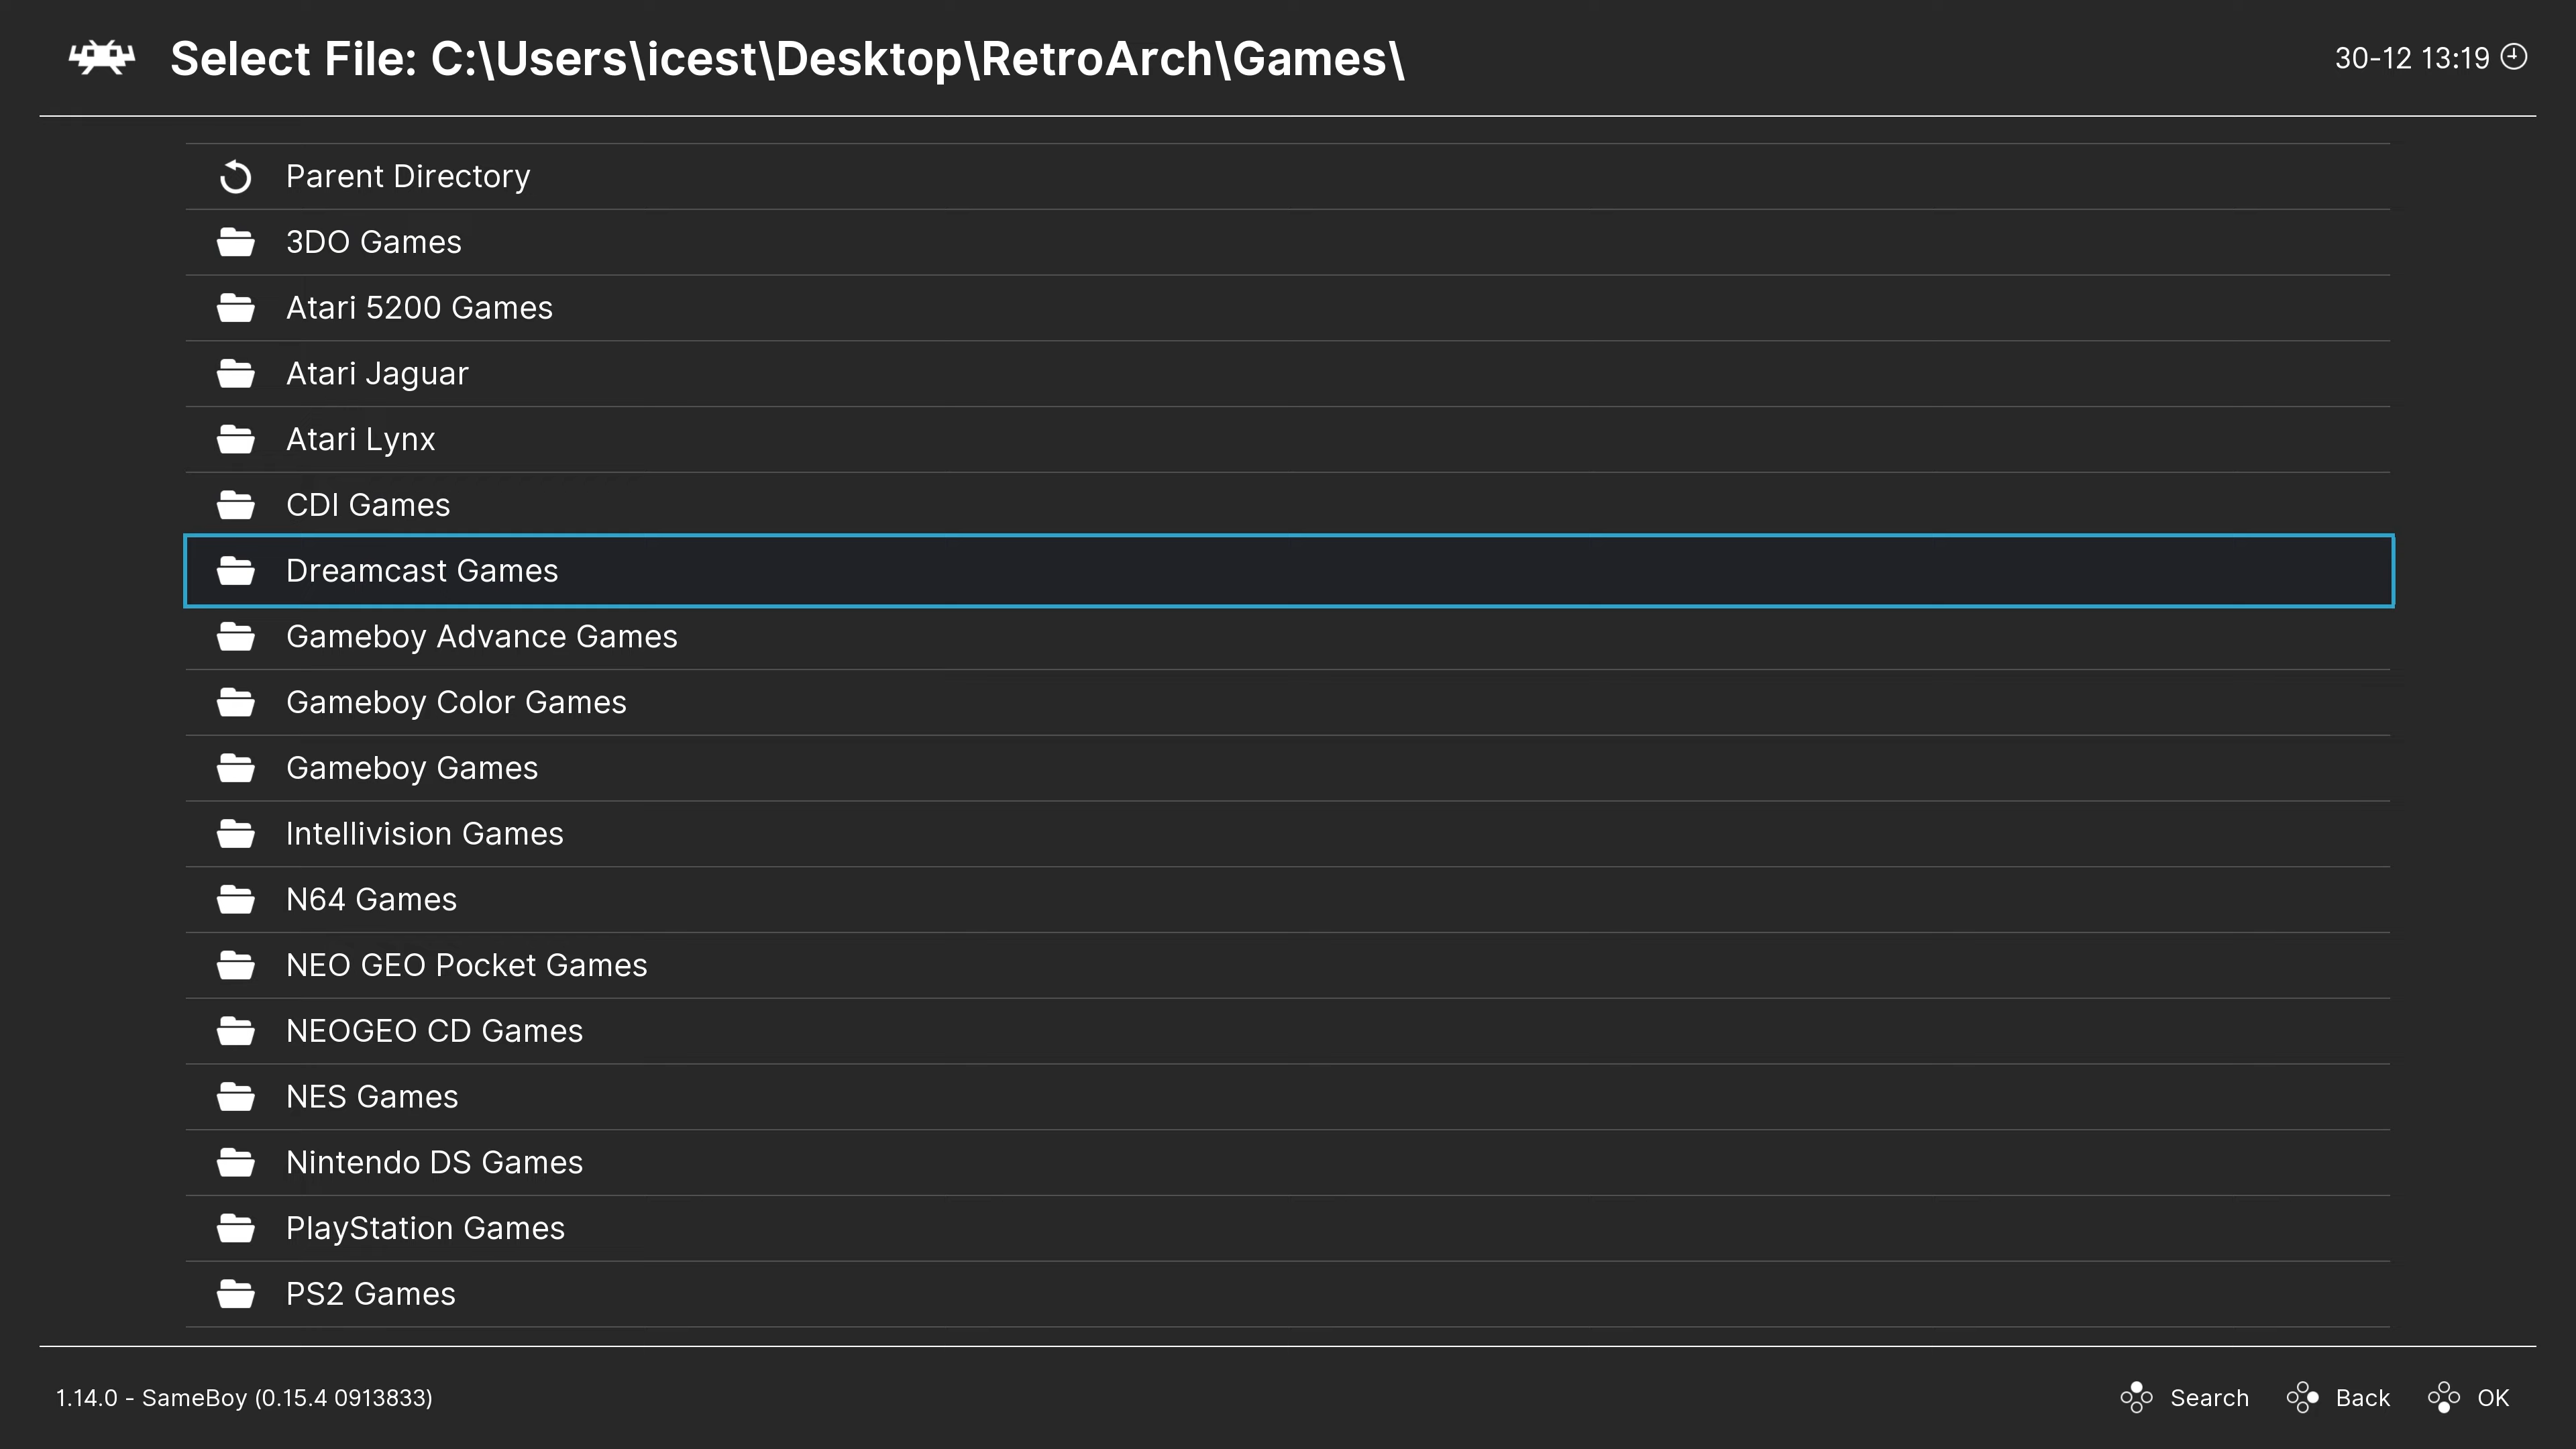 Select File: C:\Users\icest\Desktop\RetroArch\Games\
30-12 13:19
Parent Directory
3DO Games
Atari 5200 Games
Atari Jaguar
Atari Lynx
CDI Games
Dreamcast Games
Gameboy Advance Games
Gameboy Color Games
Gameboy Games
Intellivision Games
N64 Games
NEO GEO Pocket Games
NEOGEO CD Games
NES Games
Nintendo DS Games
PlayStation Games
PS2 Games
1.14.0 - SameBoy (0.15.4 0913833)
Search
Back
OK